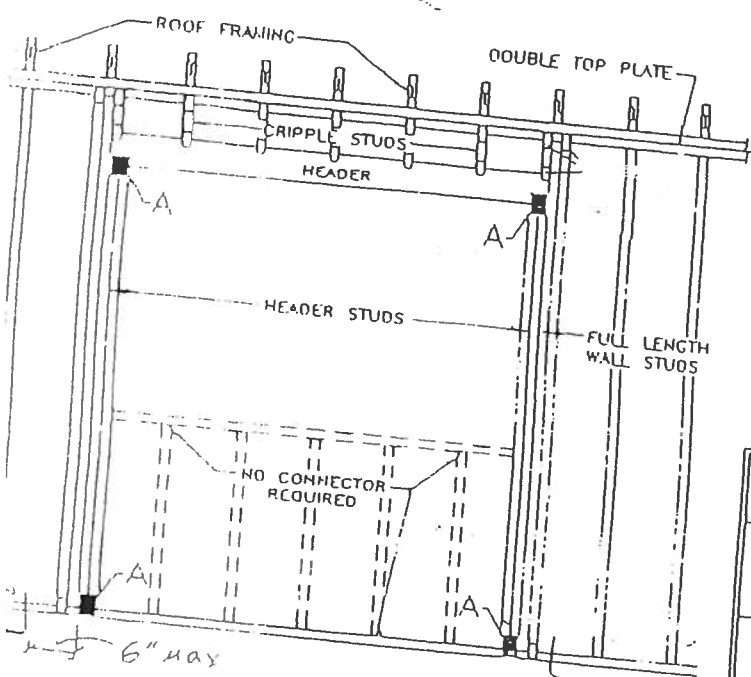 ROOF FRAMING
DOUBLE TOP PLATE
CRIPPLE STUDS
HEADER
A
A
HEADER STUDS
FULL LENGTH
WALL STUDS
NO CONNECTOR
REQUIRED
A
A
6" MAX